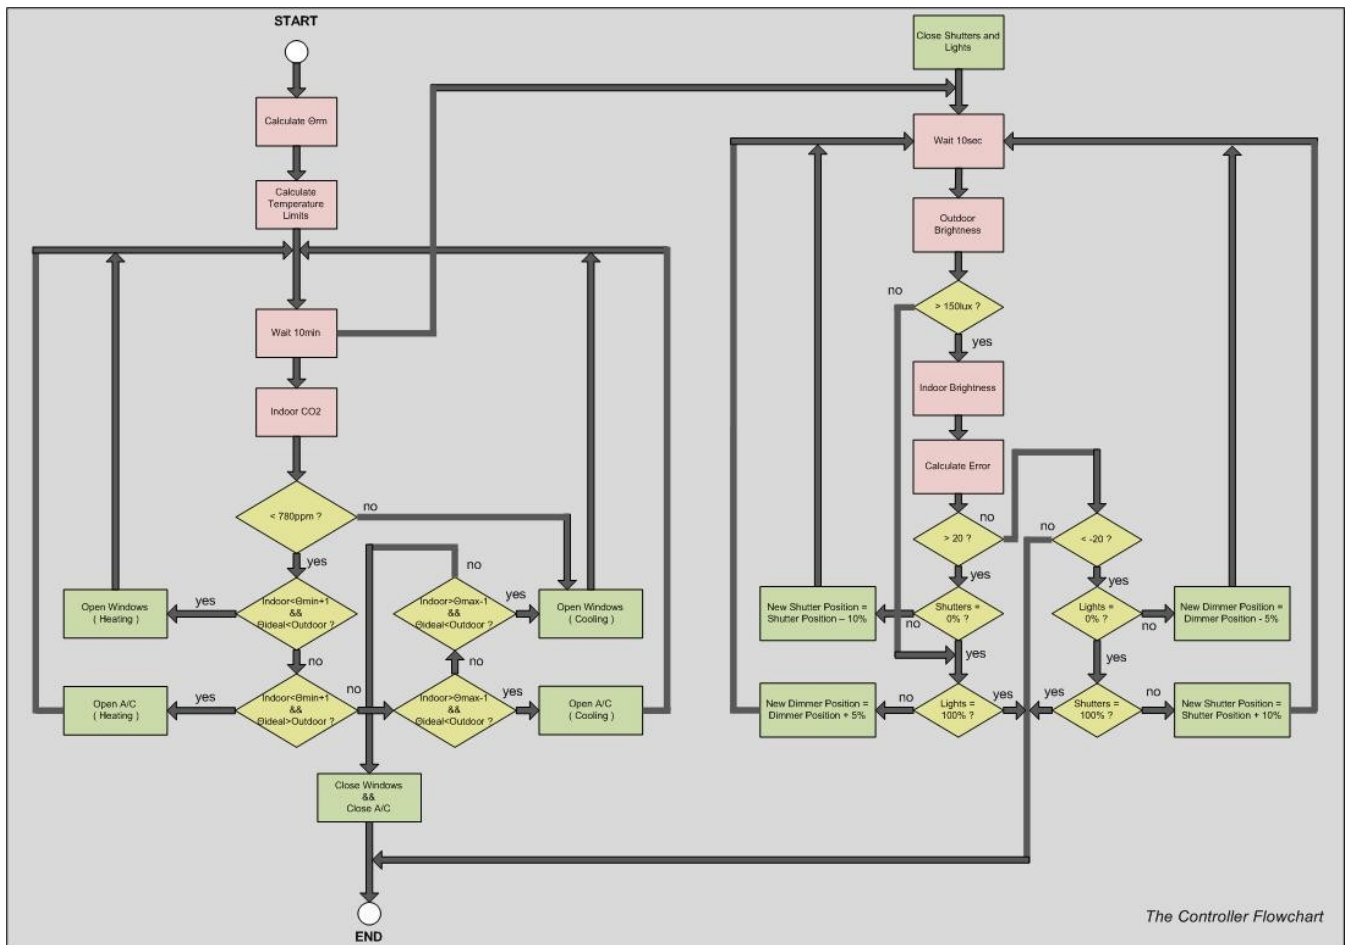 START
Calculate Θrm
Calculate
Temperature
Limits
Wait 10min
Indoor CO2
< 780ppm ?
no
yes
Indoor<Θmin+1
&&
Θideal<Outdoor ?
yes
Open Windows
( Heating )
no
Indoor<Θmin+1
&&
Θideal>Outdoor ?
yes
Open A/C
( Heating )
no
Indoor>Θmax-1
&&
Θideal<Outdoor ?
yes
Open A/C
( Cooling )
no
Indoor>Θmax-1
&&
Θideal<Outdoor ?
yes
Open Windows
( Cooling )
no
Close Windows
&&
Close A/C
END
Close Shutters and
Lights
Wait 10sec
Outdoor
Brightness
> 150lux ?
no
yes
Indoor Brightness
Calculate Error
> 20 ?
no
yes
Shutters =
0% ?
no
New Shutter Position =
Shutter Position – 10%
yes
Lights =
100% ?
no
New Dimmer Position =
Dimmer Position + 5%
yes
< -20 ?
no
yes
Lights =
0% ?
no
New Dimmer Position =
Dimmer Position - 5%
yes
Shutters =
100% ?
yes
no
New Shutter Position =
Shutter Position + 10%
The Controller Flowchart